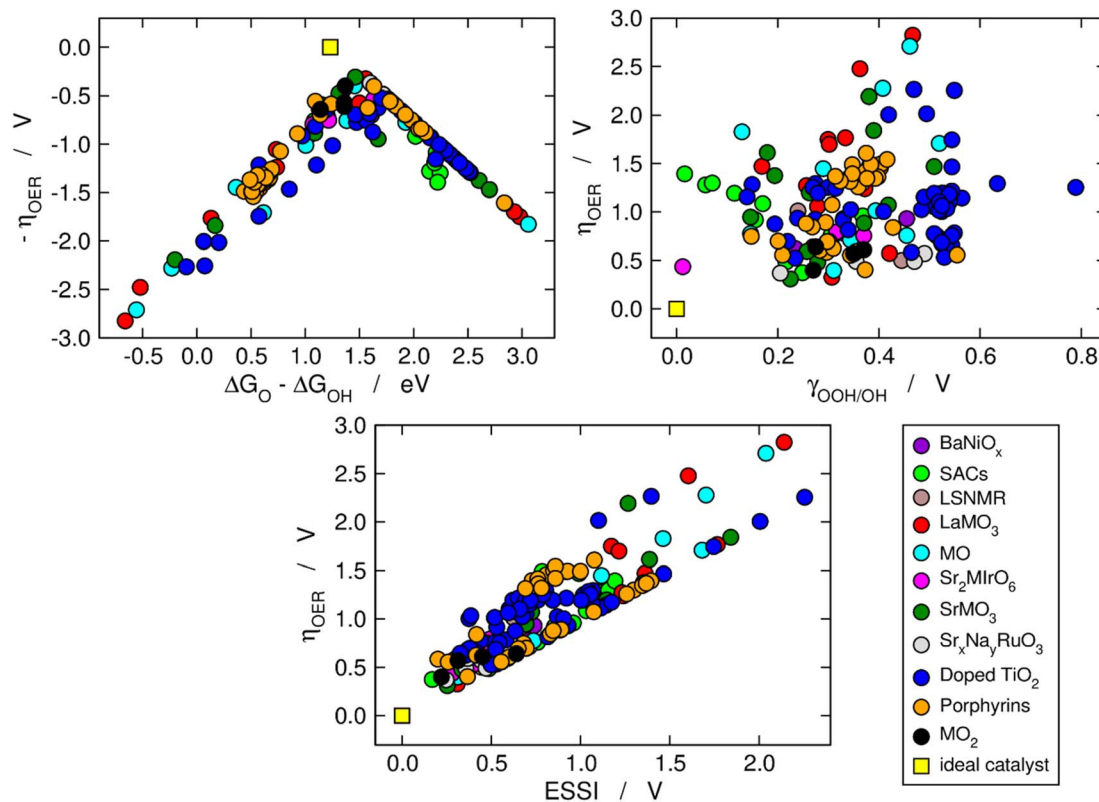 0.0
-0.5
-1.0
-1.5
-2.0
-2.5
-3.0
- η_OER / V
-0.5 0.0 0.5 1.0 1.5 2.0 2.5 3.0
ΔG_O - ΔG_OH / eV
3.0
2.5
2.0
1.5
1.0
0.5
0.0
η_OER / V
0.0 0.2 0.4 0.6 0.8
γ_OOH/OH / V
3.0
2.5
2.0
1.5
1.0
0.5
0.0
η_OER / V
0.0 0.5 1.0 1.5 2.0
ESSI / V
BaNiO_x
SACs
LSNMR
LaMO_3
MO
Sr_2MIrO_6
SrMO_3
Sr_xNa_yRuO_3
Doped TiO_2
Porphyrins
MO_2
ideal catalyst